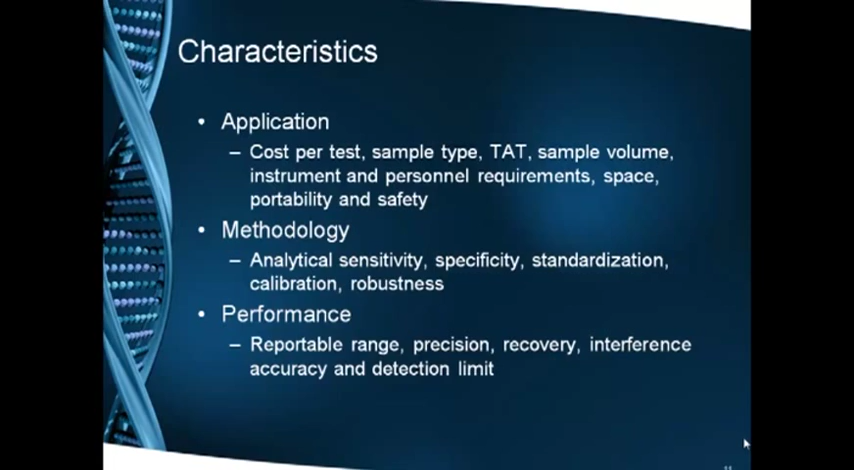 Characteristics
• Application
– Cost per test, sample type, TAT, sample volume,
instrument and personnel requirements, space,
portability and safety
• Methodology
– Analytical sensitivity, specificity, standardization,
calibration, robustness
• Performance
– Reportable range, precision, recovery, interference
accuracy and detection limit